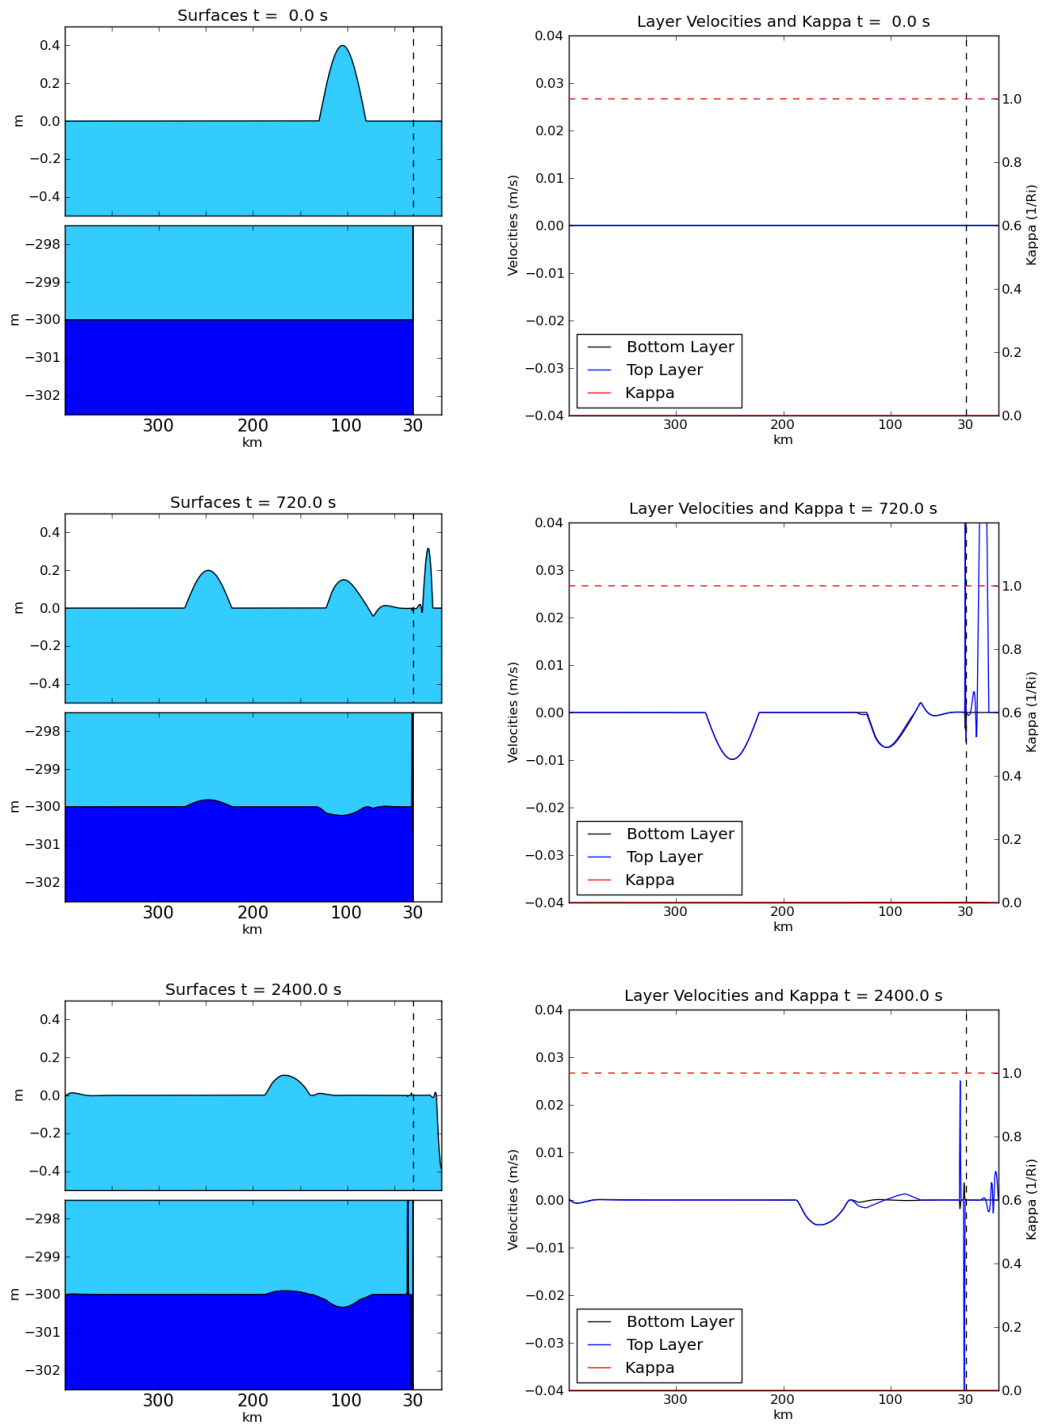 Surfaces t =  0.0 s
0.4
0.2
0.0
−0.2
−0.4
m
−298
−299
−300
−301
−302
m
300 200 100 30
km
Layer Velocities and Kappa t =  0.0 s
0.04
0.03
0.02
0.01
0.00
−0.01
−0.02
−0.03
−0.04
Velocities (m/s)
1.0
0.8
0.6
0.4
0.2
0.0
Kappa (1/Ri)
Bottom Layer
Top Layer
Kappa
300 200 100 30
km
Surfaces t = 720.0 s
0.4
0.2
0.0
−0.2
−0.4
m
−298
−299
−300
−301
−302
m
300 200 100 30
km
Layer Velocities and Kappa t = 720.0 s
0.04
0.03
0.02
0.01
0.00
−0.01
−0.02
−0.03
−0.04
Velocities (m/s)
1.0
0.8
0.6
0.4
0.2
0.0
Kappa (1/Ri)
Bottom Layer
Top Layer
Kappa
300 200 100 30
km
Surfaces t = 2400.0 s
0.4
0.2
0.0
−0.2
−0.4
m
−298
−299
−300
−301
−302
m
300 200 100 30
km
Layer Velocities and Kappa t = 2400.0 s
0.04
0.03
0.02
0.01
0.00
−0.01
−0.02
−0.03
−0.04
Velocities (m/s)
1.0
0.8
0.6
0.4
0.2
0.0
Kappa (1/Ri)
Bottom Layer
Top Layer
Kappa
300 200 100 30
km